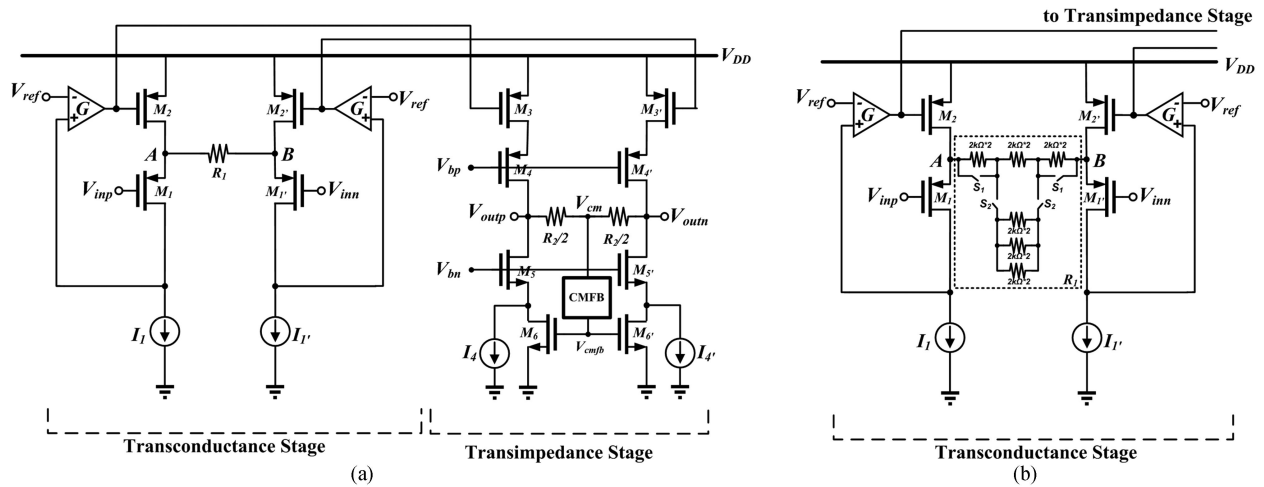 to Transimpedance Stage
V_DD
V_DD
V_ref
-
G
+
M_2
M_2'
G
-
+
V_ref
M_3
M_3'
A
R_1
B
V_inp
M_1
M_1'
V_inn
V_bp
M_4
M_4'
V_outp
V_cm
V_outn
R_2/2
R_2/2
V_bn
M_5
M_5'
CMFB
I_1
I_1'
I_4
M_6
V_cmfb
M_6'
I_4'
Transconductance Stage
Transimpedance Stage
(a)
V_ref
-
G
+
M_2
M_2'
G
-
+
V_ref
A
2kΩ*2
2kΩ*2
2kΩ*2
B
S_1
S_1
V_inp
M_1
S_2
S_2
M_1'
V_inn
2kΩ*2
2kΩ*2
2kΩ*2
R_1
I_1
I_1'
Transconductance Stage
(b)